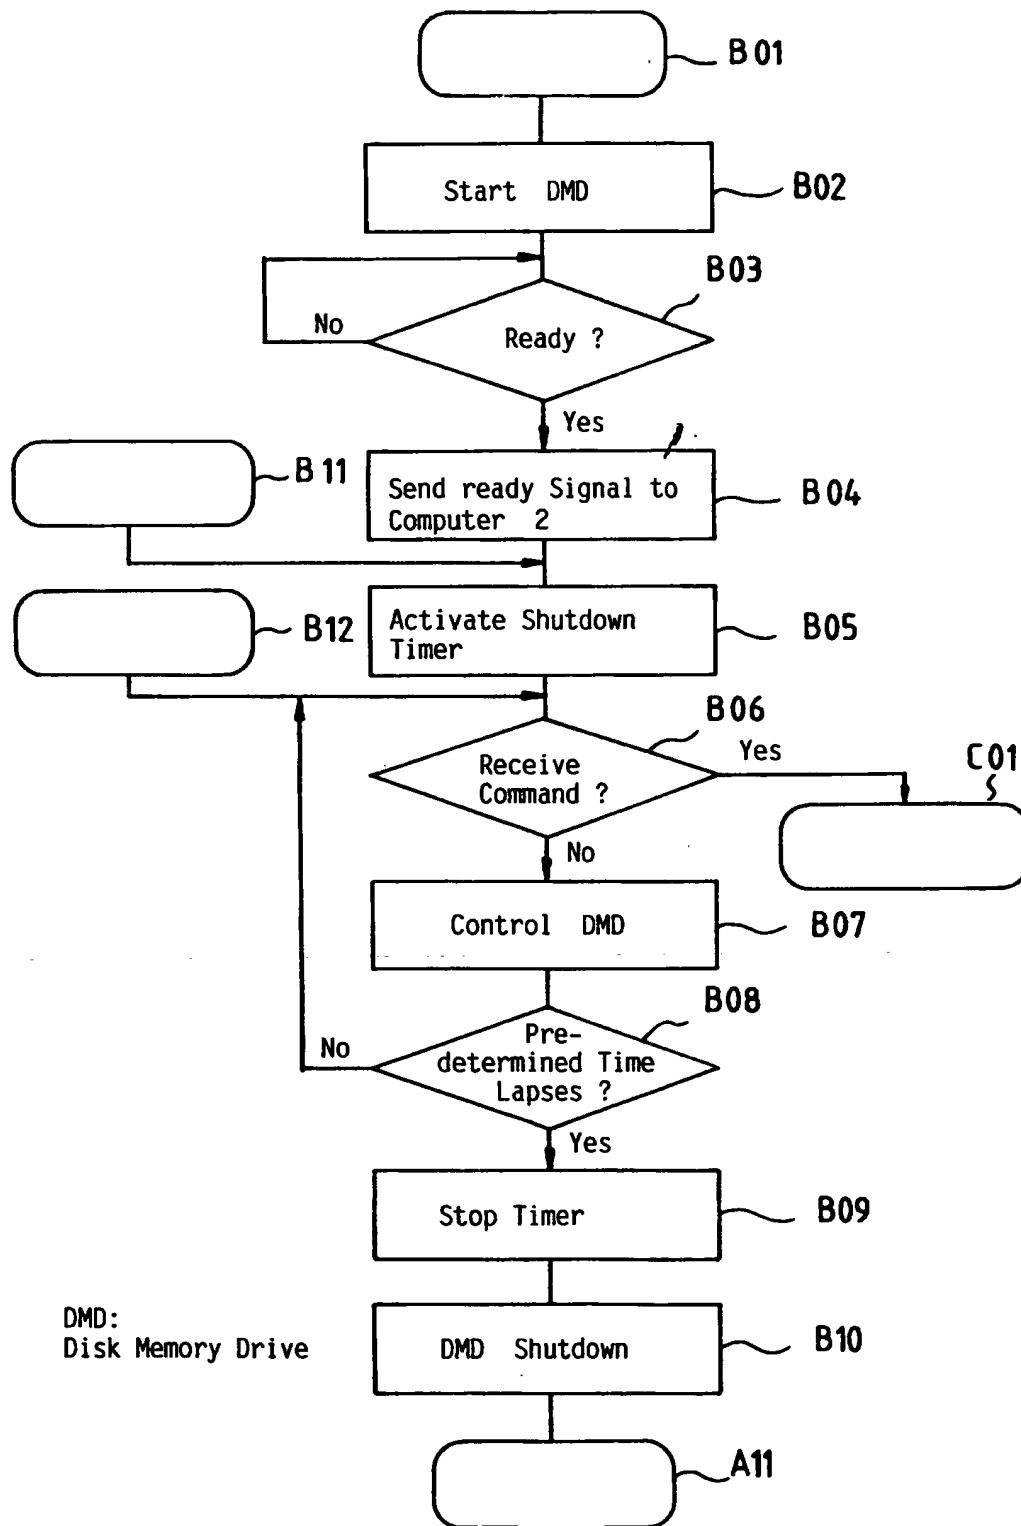 B01
Start DMD
B02
B03
Ready ?
No
Yes
B11
Send ready Signal to
Computer 2
B04
B12
Activate Shutdown
Timer
B05
B06
Receive
Command ?
Yes
C01
No
Control DMD
B07
B08
Pre-
determined Time
Lapses ?
No
Yes
Stop Timer
B09
DMD:
Disk Memory Drive
DMD Shutdown
B10
A11